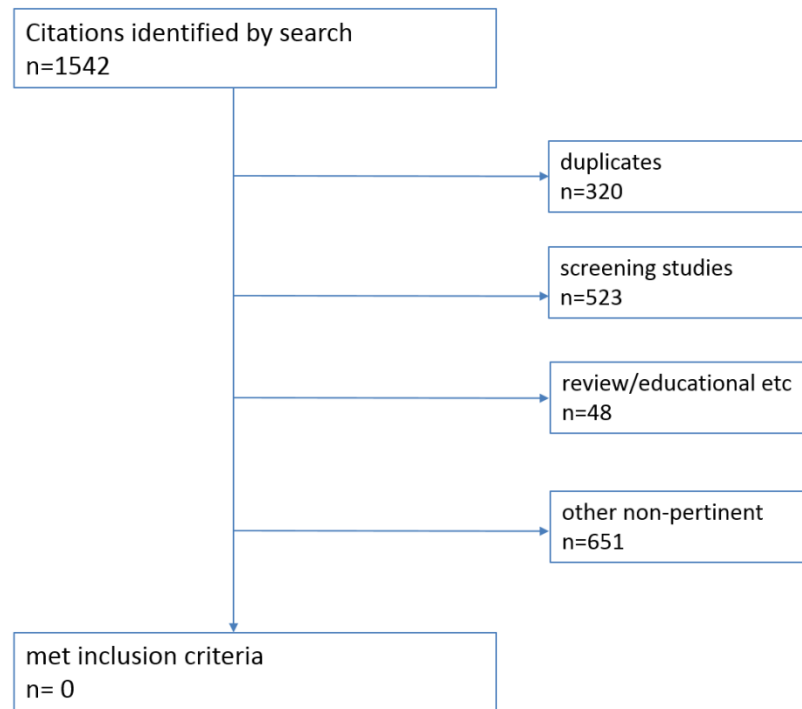 Citations identified by search
n=1542
duplicates
n=320
screening studies
n=523
review/educational etc
n=48
other non-pertinent
n=651
met inclusion criteria
n= 0